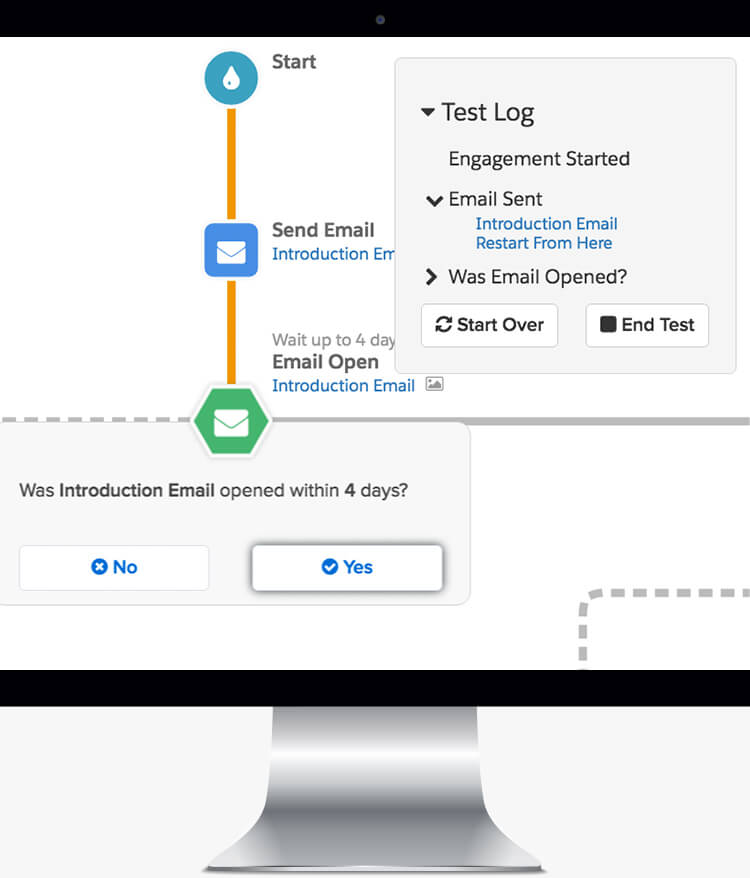 Start
Send Email
Introduction Em
Wait up to 4 day
Email Open
Introduction Email
Test Log
Engagement Started
Email Sent
Introduction Email
Restart From Here
Was Email Opened?
Start Over
End Test
Was Introduction Email opened within 4 days?
No
Yes